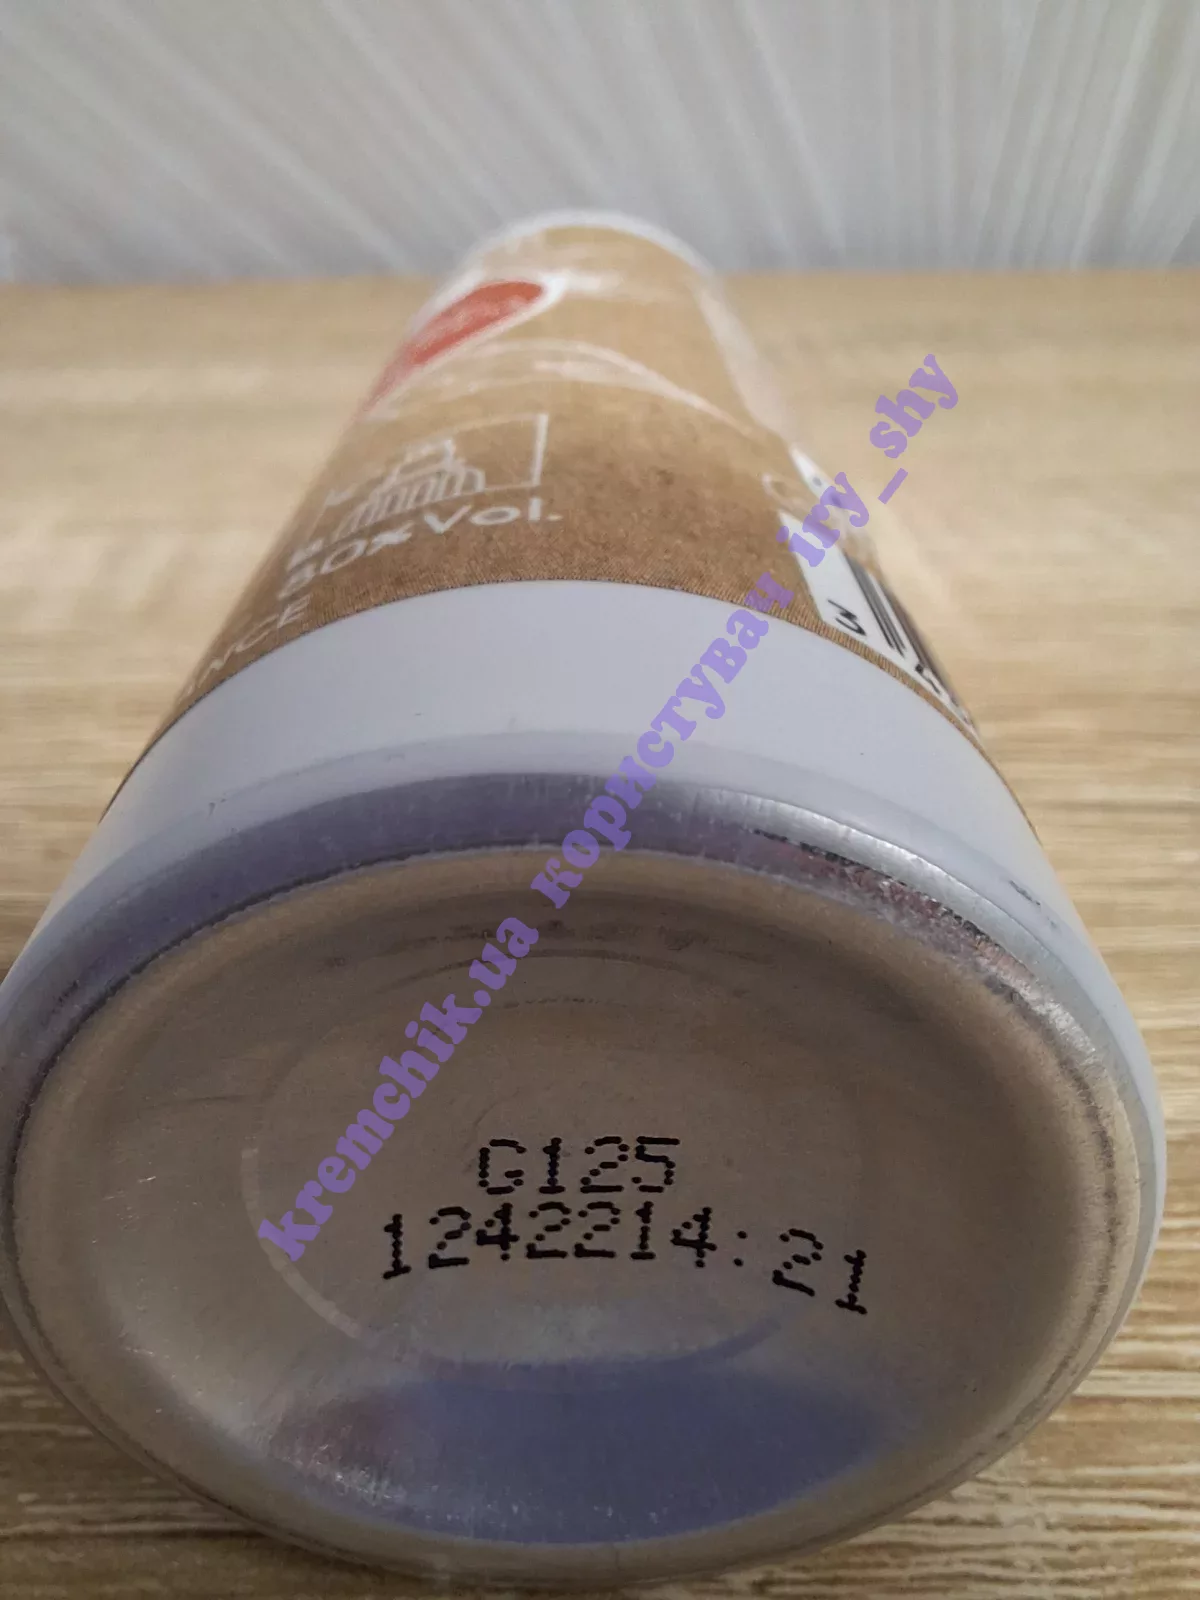 80% Vol.
kremchik.ua користувач iry_shy
G125
1242214:21